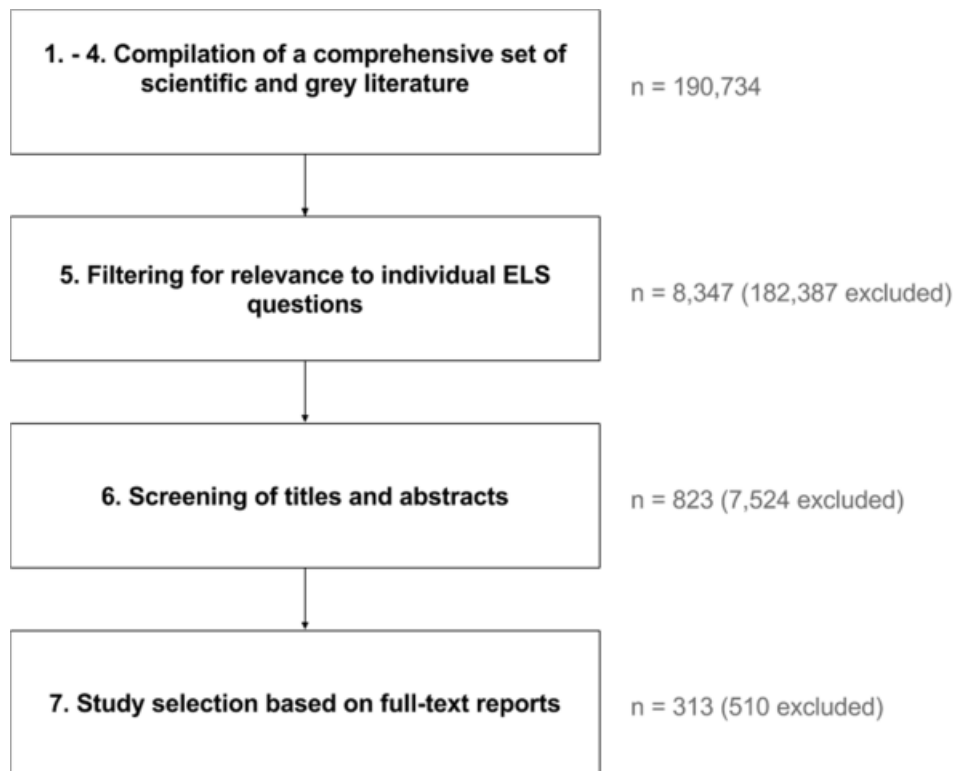 1. - 4. Compilation of a comprehensive set of
scientific and grey literature
n = 190,734
5. Filtering for relevance to individual ELS
questions
n = 8,347 (182,387 excluded)
6. Screening of titles and abstracts
n = 823 (7,524 excluded)
7. Study selection based on full-text reports
n = 313 (510 excluded)